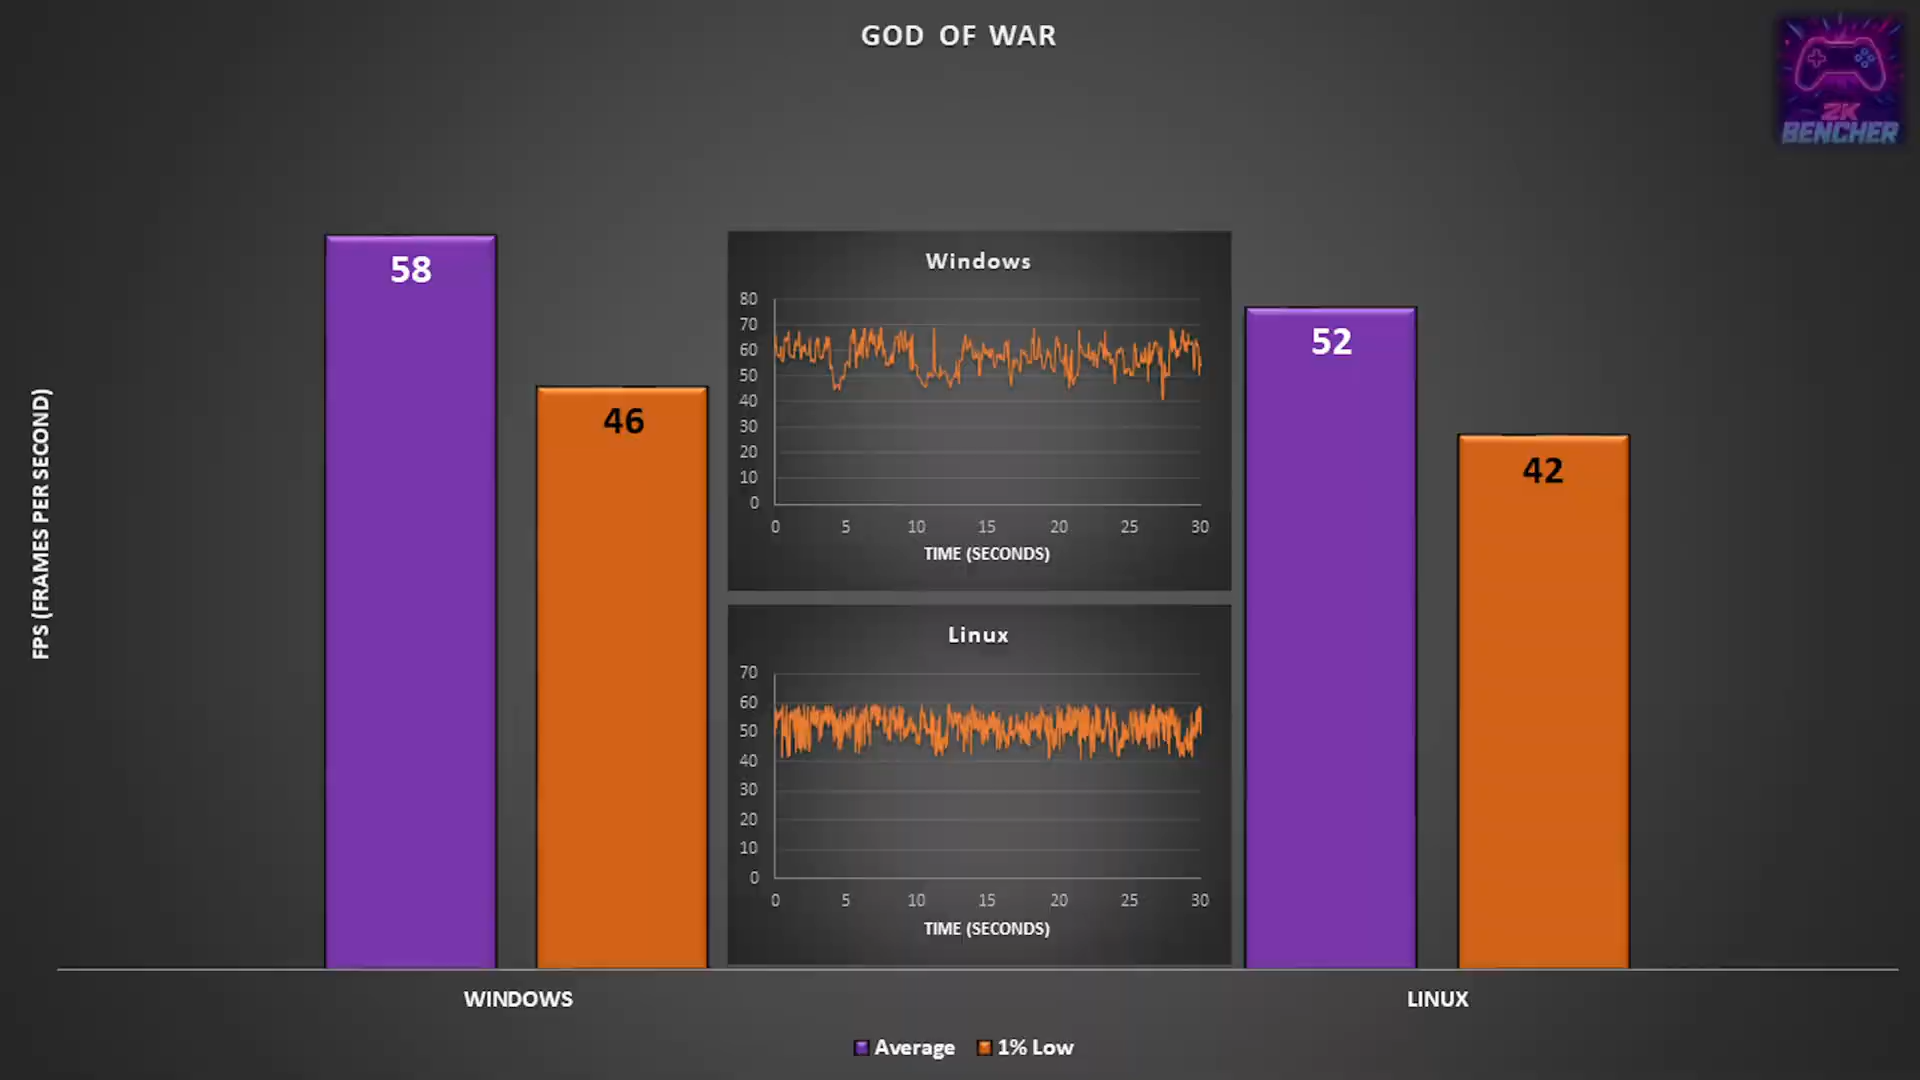 GOD OF WAR
2K
BENCHER
FPS (FRAMES PER SECOND)
58
46
Windows
80
70
60
50
40
30
20
10
0
0 5 10 15 20 25 30
TIME (SECONDS)
Linux
70
60
50
40
30
20
10
0
0 5 10 15 20 25 30
TIME (SECONDS)
52
42
WINDOWS
LINUX
Average 1% Low